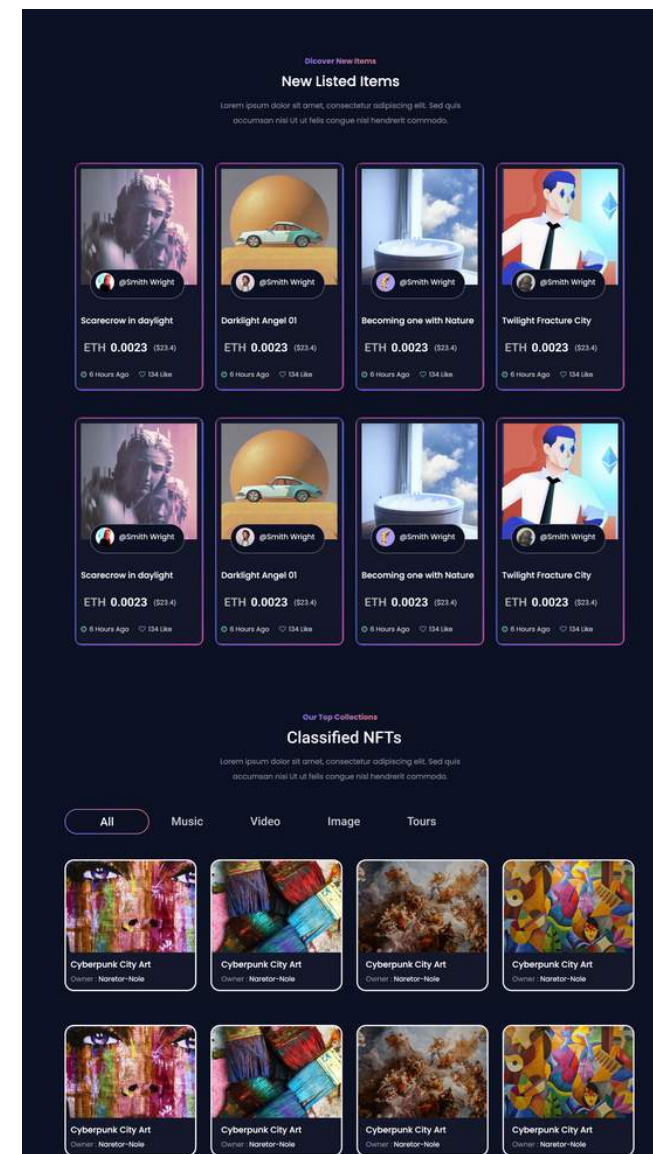 Dicover New Items
New Listed Items
Lorem ipsum dolor sit amet, consectetur adipiscing elit. Sed quis
accumsan nisi Ut ut felis congue nisl hendrerit commodo.
@Smith Wright
@Smith Wright
@Smith Wright
@Smith Wright
Scarecrow in daylight
Darklight Angel 01
Becoming one with Nature
Twilight Fracture City
ETH 0.0023 ($23.4)
ETH 0.0023 ($23.4)
ETH 0.0023 ($23.4)
ETH 0.0023 ($23.4)
6 Hours Ago 134 Like
6 Hours Ago 134 Like
6 Hours Ago 134 Like
6 Hours Ago 134 Like
@Smith Wright
@Smith Wright
@Smith Wright
@Smith Wright
Scarecrow in daylight
Darklight Angel 01
Becoming one with Nature
Twilight Fracture City
ETH 0.0023 ($23.4)
ETH 0.0023 ($23.4)
ETH 0.0023 ($23.4)
ETH 0.0023 ($23.4)
6 Hours Ago 134 Like
6 Hours Ago 134 Like
6 Hours Ago 134 Like
6 Hours Ago 134 Like
Our Top Collections
Classified NFTs
Lorem ipsum dolor sit amet, consectetur adipiscing elit. Sed quis
accumsan nisi Ut ut felis congue nisl hendrerit commodo.
All Music Video Image Tours
Cyberpunk City Art
Cyberpunk City Art
Cyberpunk City Art
Cyberpunk City Art
Owner : Naretor-Nole
Owner : Naretor-Nole
Owner : Naretor-Nole
Owner : Naretor-Nole
Cyberpunk City Art
Cyberpunk City Art
Cyberpunk City Art
Cyberpunk City Art
Owner : Naretor-Nole
Owner : Naretor-Nole
Owner : Naretor-Nole
Owner : Naretor-Nole